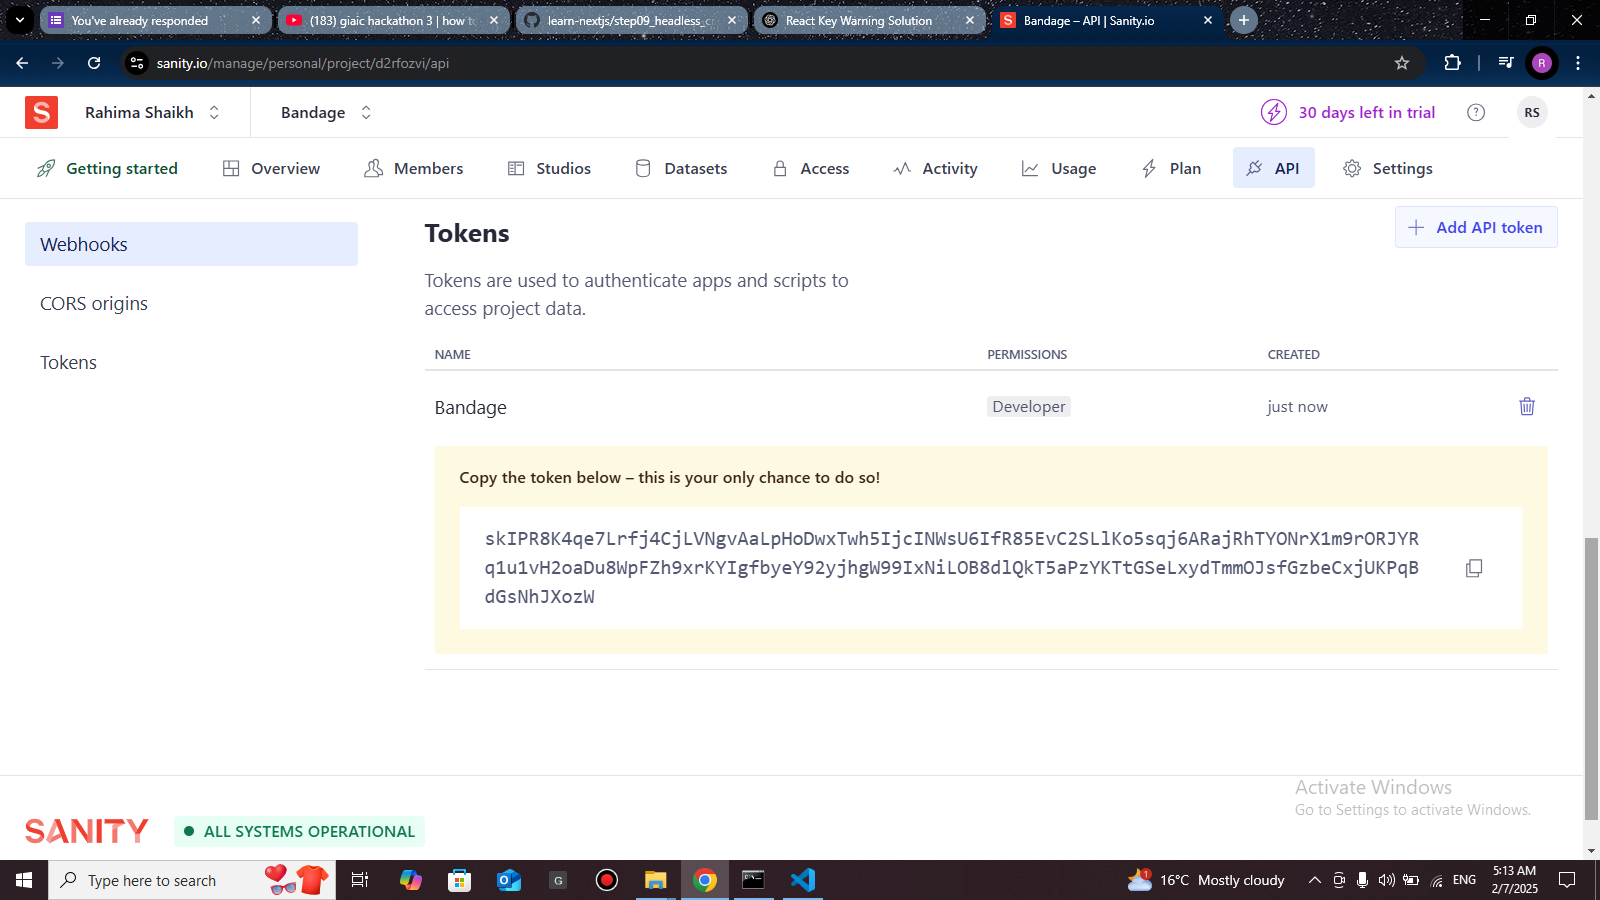 You've already responded
(183) giaic hackathon 3 | how t
learn-nextjs/step09_headless_c
React Key Warning Solution
Bandage – API | Sanity.io
sanity.io/manage/personal/project/d2rfozvi/api
R
S
Rahima Shaikh
Bandage
30 days left in trial
?
RS
Getting started
Overview
Members
Studios
Datasets
Access
Activity
Usage
Plan
API
Settings
Webhooks
CORS origins
Tokens
Tokens
Add API token
Tokens are used to authenticate apps and scripts to
access project data.
NAME
PERMISSIONS
CREATED
Bandage
Developer
just now
Copy the token below – this is your only chance to do so!
skIPR8K4qe7Lrfj4CjLVNgvAaLpHoDwxTwh5IjcINWsU6IfR85EvC2SLlKo5sqj6ARajRhTYONrX1m9rORJYR
q1u1vH2oaDu8WpFZh9xrKYIgfbyeY92yjhgW99IxNiLOB8dlQkT5aPzYKTtGSeLxydTmmOJsfGzbeCxjUKPqB
dGsNhJXozW
Activate Windows
Go to Settings to activate Windows.
SANITY
ALL SYSTEMS OPERATIONAL
Type here to search
G
1
16°C Mostly cloudy
ENG
5:13 AM
2/7/2025